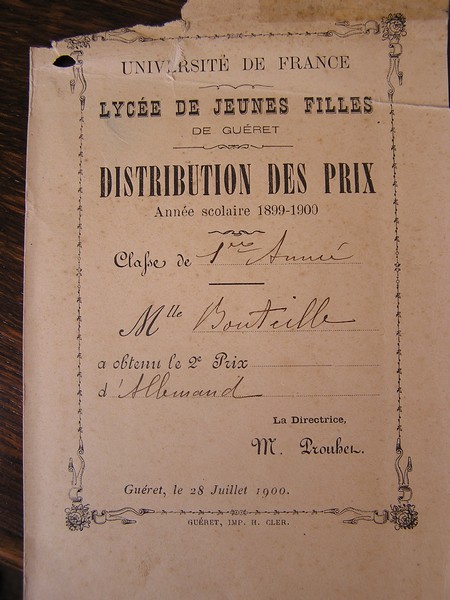 UNIVERSITÉ DE FRANCE
LYCÉE DE JEUNES FILLES
DE GUÉRET
DISTRIBUTION DES PRIX
Année scolaire 1899-1900
Claſse de 1re Année
Mlle Bouteille
a obtenu le 2e Prix
d'Allemand
La Directrice,
M. Prouhet.
Guéret, le 28 Juillet 1900.
GUÉRET, IMP. H. CLER.